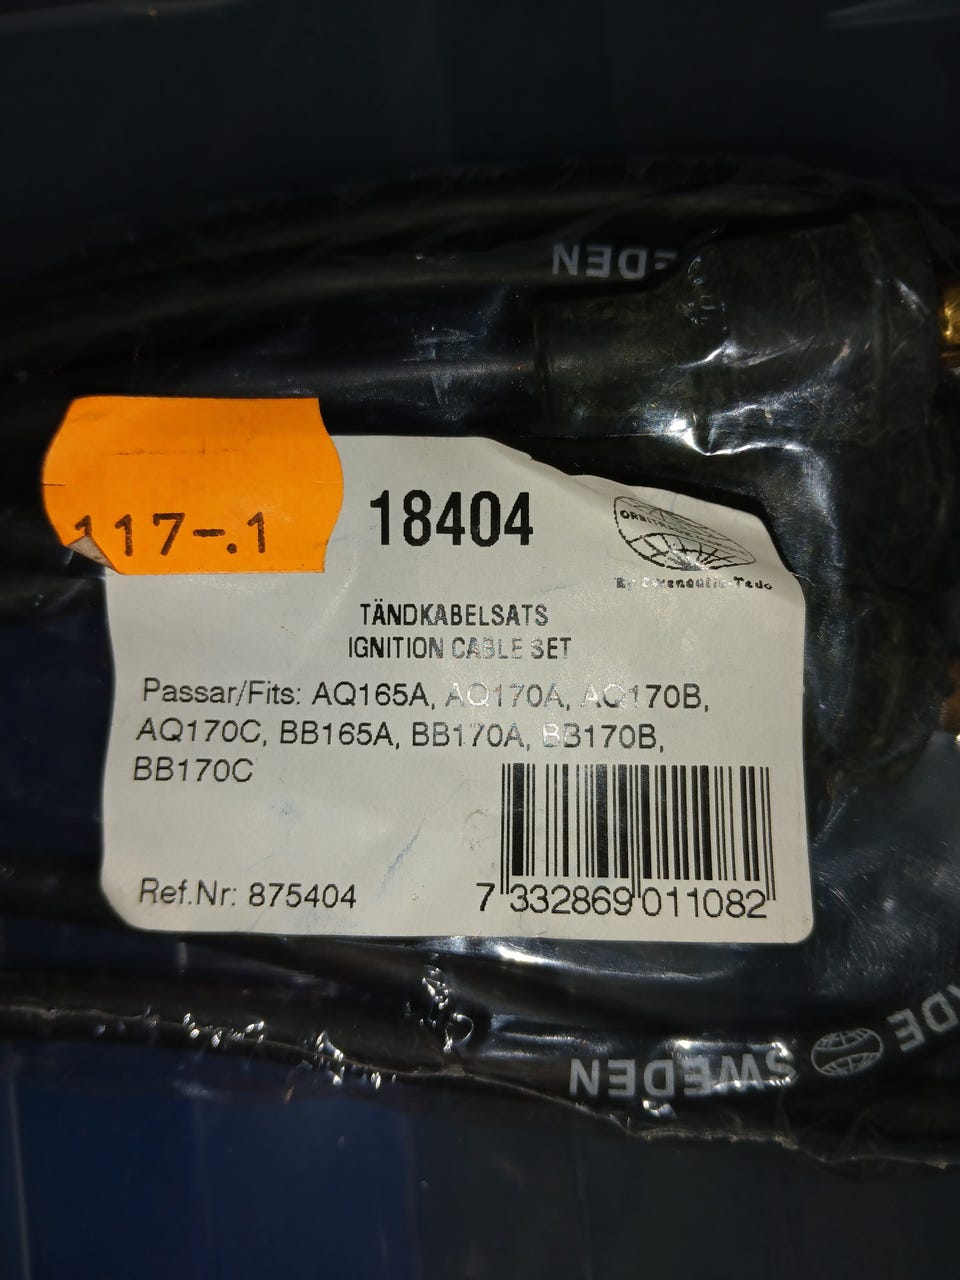 SWEDEN
117-.1
18404
TÄNDKABELSATS
IGNITION CABLE SET
Passar/Fits: AQ165A, AQ170A, AQ170B,
AQ170C, BB165A, BB170A, BB170B,
BB170C
Ref.Nr: 875404
7 332869 011082
SWEDEN